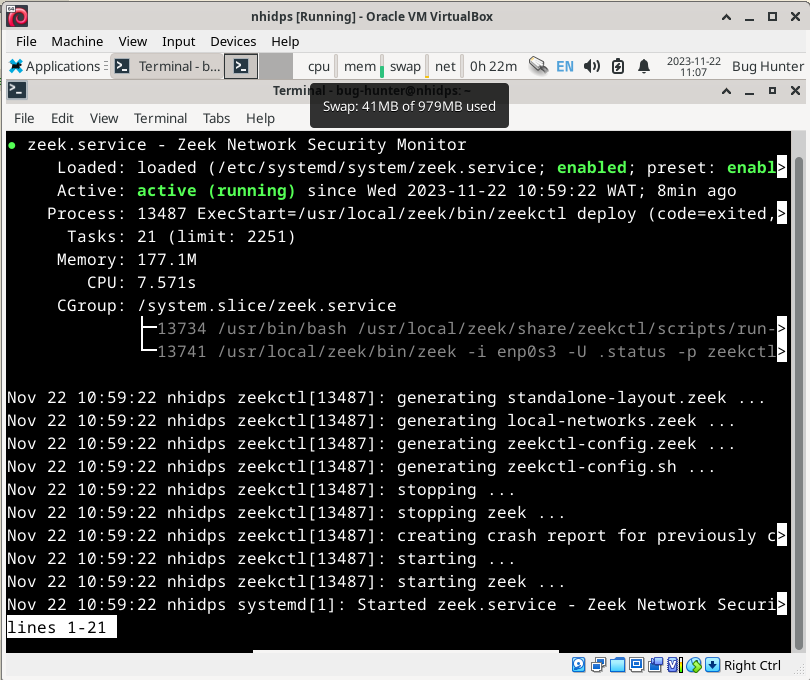 nhidps [Running] - Oracle VM VirtualBox
File Machine View Input Devices Help
Applications Terminal - b... cpu mem swap net 0h 22m EN 2023-11-22 11:07 Bug Hunter
Terminal - bug-hunter@nhidps: ~
Swap: 41MB of 979MB used
File Edit View Terminal Tabs Help
● zeek.service - Zeek Network Security Monitor
Loaded: loaded (/etc/systemd/system/zeek.service; enabled; preset: enabl>
Active: active (running) since Wed 2023-11-22 10:59:22 WAT; 8min ago
Process: 13487 ExecStart=/usr/local/zeek/bin/zeekctl deploy (code=exited,>
Tasks: 21 (limit: 2251)
Memory: 177.1M
CPU: 7.571s
CGroup: /system.slice/zeek.service
├─13734 /usr/bin/bash /usr/local/zeek/share/zeekctl/scripts/run->
└─13741 /usr/local/zeek/bin/zeek -i enp0s3 -U .status -p zeekctl>
Nov 22 10:59:22 nhidps zeekctl[13487]: generating standalone-layout.zeek ...
Nov 22 10:59:22 nhidps zeekctl[13487]: generating local-networks.zeek ...
Nov 22 10:59:22 nhidps zeekctl[13487]: generating zeekctl-config.zeek ...
Nov 22 10:59:22 nhidps zeekctl[13487]: generating zeekctl-config.sh ...
Nov 22 10:59:22 nhidps zeekctl[13487]: stopping ...
Nov 22 10:59:22 nhidps zeekctl[13487]: stopping zeek ...
Nov 22 10:59:22 nhidps zeekctl[13487]: creating crash report for previously c>
Nov 22 10:59:22 nhidps zeekctl[13487]: starting ...
Nov 22 10:59:22 nhidps zeekctl[13487]: starting zeek ...
Nov 22 10:59:22 nhidps systemd[1]: Started zeek.service - Zeek Network Securi>
lines 1-21
Right Ctrl